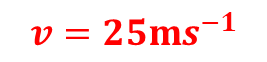 v = 25ms⁻¹